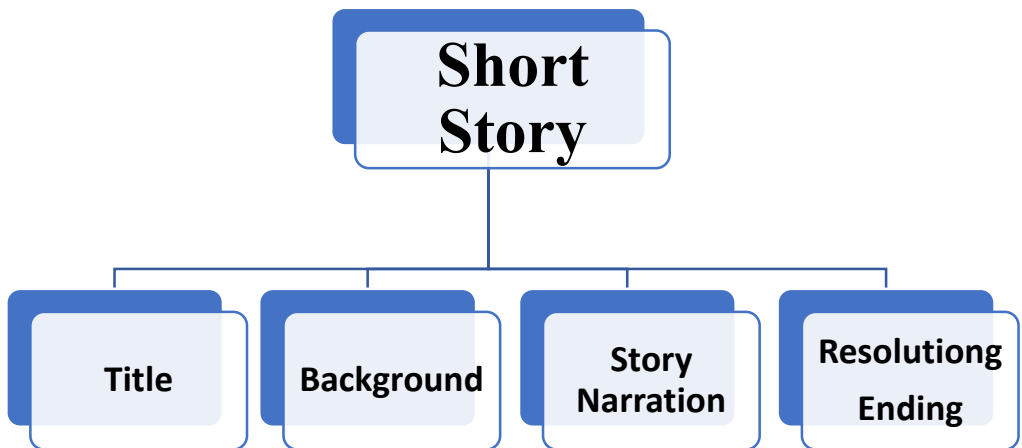 Short
Story
Title
Background
Story
Narration
Resolutiong
Ending